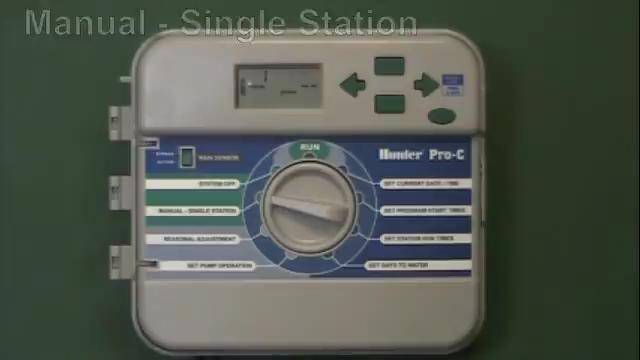 Manual - Single Station
RUN
Hunter Pro-C
RAIN SENSOR
SYSTEM OFF
SET CURRENT DATE/TIME
MANUAL - SINGLE STATION
SET PROGRAM START TIMES
SEASONAL ADJUSTMENT
SET STATION RUN TIMES
SET PUMP OPERATION
SET DAYS TO WATER